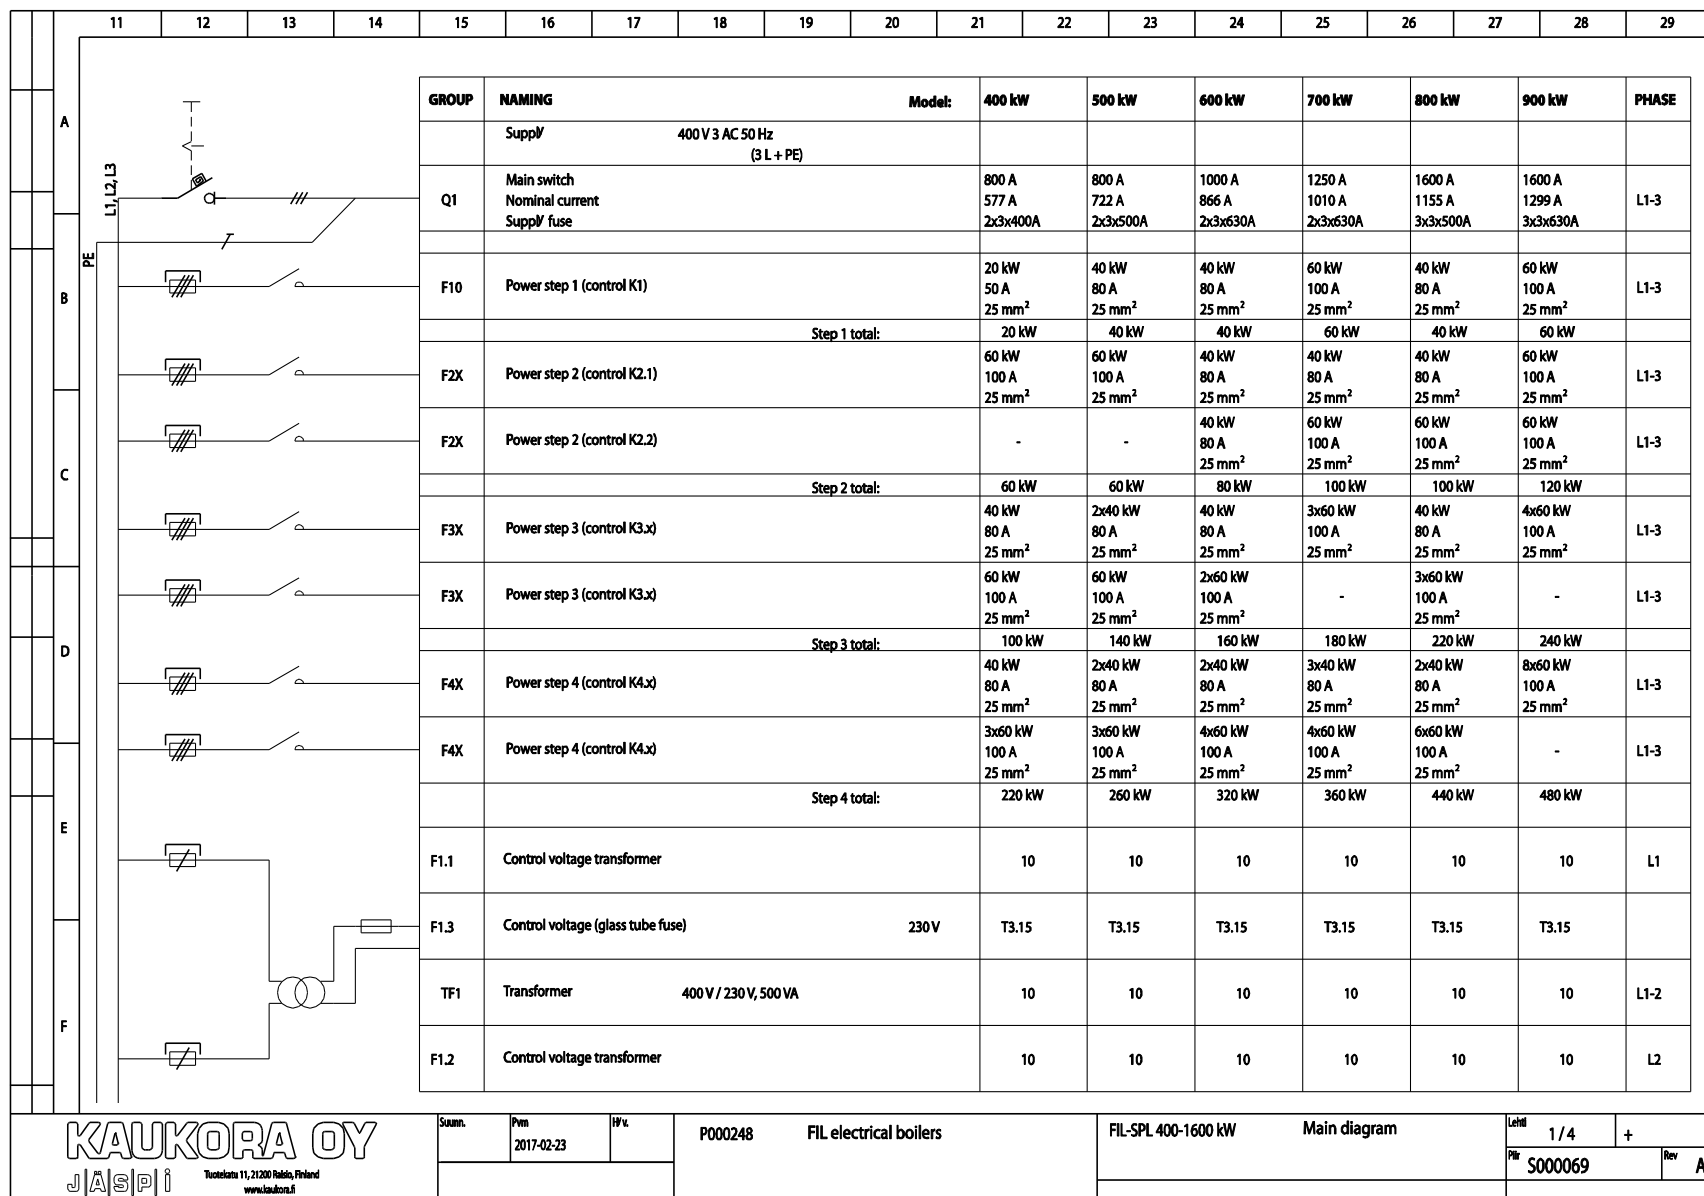 11 12 13 14 15 16 17 18 19 20 21 22 23 24 25 26 27 28 29
GROUP NAMING Model: 400 kW 500 kW 600 kW 700 kW 800 kW 900 kW PHASE
A
Supply 400 V 3 AC 50 Hz
(3 L + PE)
L1, L2, L3
Main switch 800 A 800 A 1000 A 1250 A 1600 A 1600 A
Q1 Nominal current 577 A 722 A 866 A 1010 A 1155 A 1299 A L1-3
Supply fuse 2x3x400A 2x3x500A 2x3x630A 2x3x630A 3x3x500A 3x3x630A
PE
20 kW 40 kW 40 kW 60 kW 40 kW 60 kW
B F10 Power step 1 (control K1) 50 A 80 A 80 A 100 A 80 A 100 A L1-3
25 mm² 25 mm² 25 mm² 25 mm² 25 mm² 25 mm²
Step 1 total: 20 kW 40 kW 40 kW 60 kW 40 kW 60 kW
60 kW 60 kW 40 kW 40 kW 40 kW 60 kW
F2X Power step 2 (control K2.1) 100 A 100 A 80 A 80 A 80 A 100 A L1-3
25 mm² 25 mm² 25 mm² 25 mm² 25 mm² 25 mm²
40 kW 60 kW 60 kW 60 kW
F2X Power step 2 (control K2.2) - - 80 A 100 A 100 A 100 A L1-3
25 mm² 25 mm² 25 mm² 25 mm²
C
Step 2 total: 60 kW 60 kW 80 kW 100 kW 100 kW 120 kW
40 kW 2x40 kW 40 kW 3x60 kW 40 kW 4x60 kW
F3X Power step 3 (control K3.x) 80 A 80 A 80 A 100 A 80 A 100 A L1-3
25 mm² 25 mm² 25 mm² 25 mm² 25 mm² 25 mm²
60 kW 60 kW 2x60 kW 3x60 kW
F3X Power step 3 (control K3.x) 100 A 100 A 100 A - 100 A - L1-3
25 mm² 25 mm² 25 mm² 25 mm²
D Step 3 total: 100 kW 140 kW 160 kW 180 kW 220 kW 240 kW
40 kW 2x40 kW 2x40 kW 3x40 kW 2x40 kW 8x60 kW
F4X Power step 4 (control K4.x) 80 A 80 A 80 A 80 A 80 A 100 A L1-3
25 mm² 25 mm² 25 mm² 25 mm² 25 mm² 25 mm²
3x60 kW 3x60 kW 4x60 kW 4x60 kW 6x60 kW
F4X Power step 4 (control K4.x) 100 A 100 A 100 A 100 A 100 A - L1-3
25 mm² 25 mm² 25 mm² 25 mm² 25 mm²
Step 4 total: 220 kW 260 kW 320 kW 360 kW 440 kW 480 kW
E
F1.1 Control voltage transformer 10 10 10 10 10 10 L1
F1.3 Control voltage (glass tube fuse) 230 V T3.15 T3.15 T3.15 T3.15 T3.15 T3.15
TF1 Transformer 400 V / 230 V, 500 VA 10 10 10 10 10 10 L1-2
F
F1.2 Control voltage transformer 10 10 10 10 10 10 L2
KAUKORA OY
JÄSPI
Tuotekatu 11, 21200 Raisio, Finland
www.kaukora.fi
Suunn. Pvm Hv v.
2017-02-23
P000248 FIL electrical boilers
FIL-SPL 400-1600 kW Main diagram
Lehti 1 / 4 +
Piir S000069 Rev A